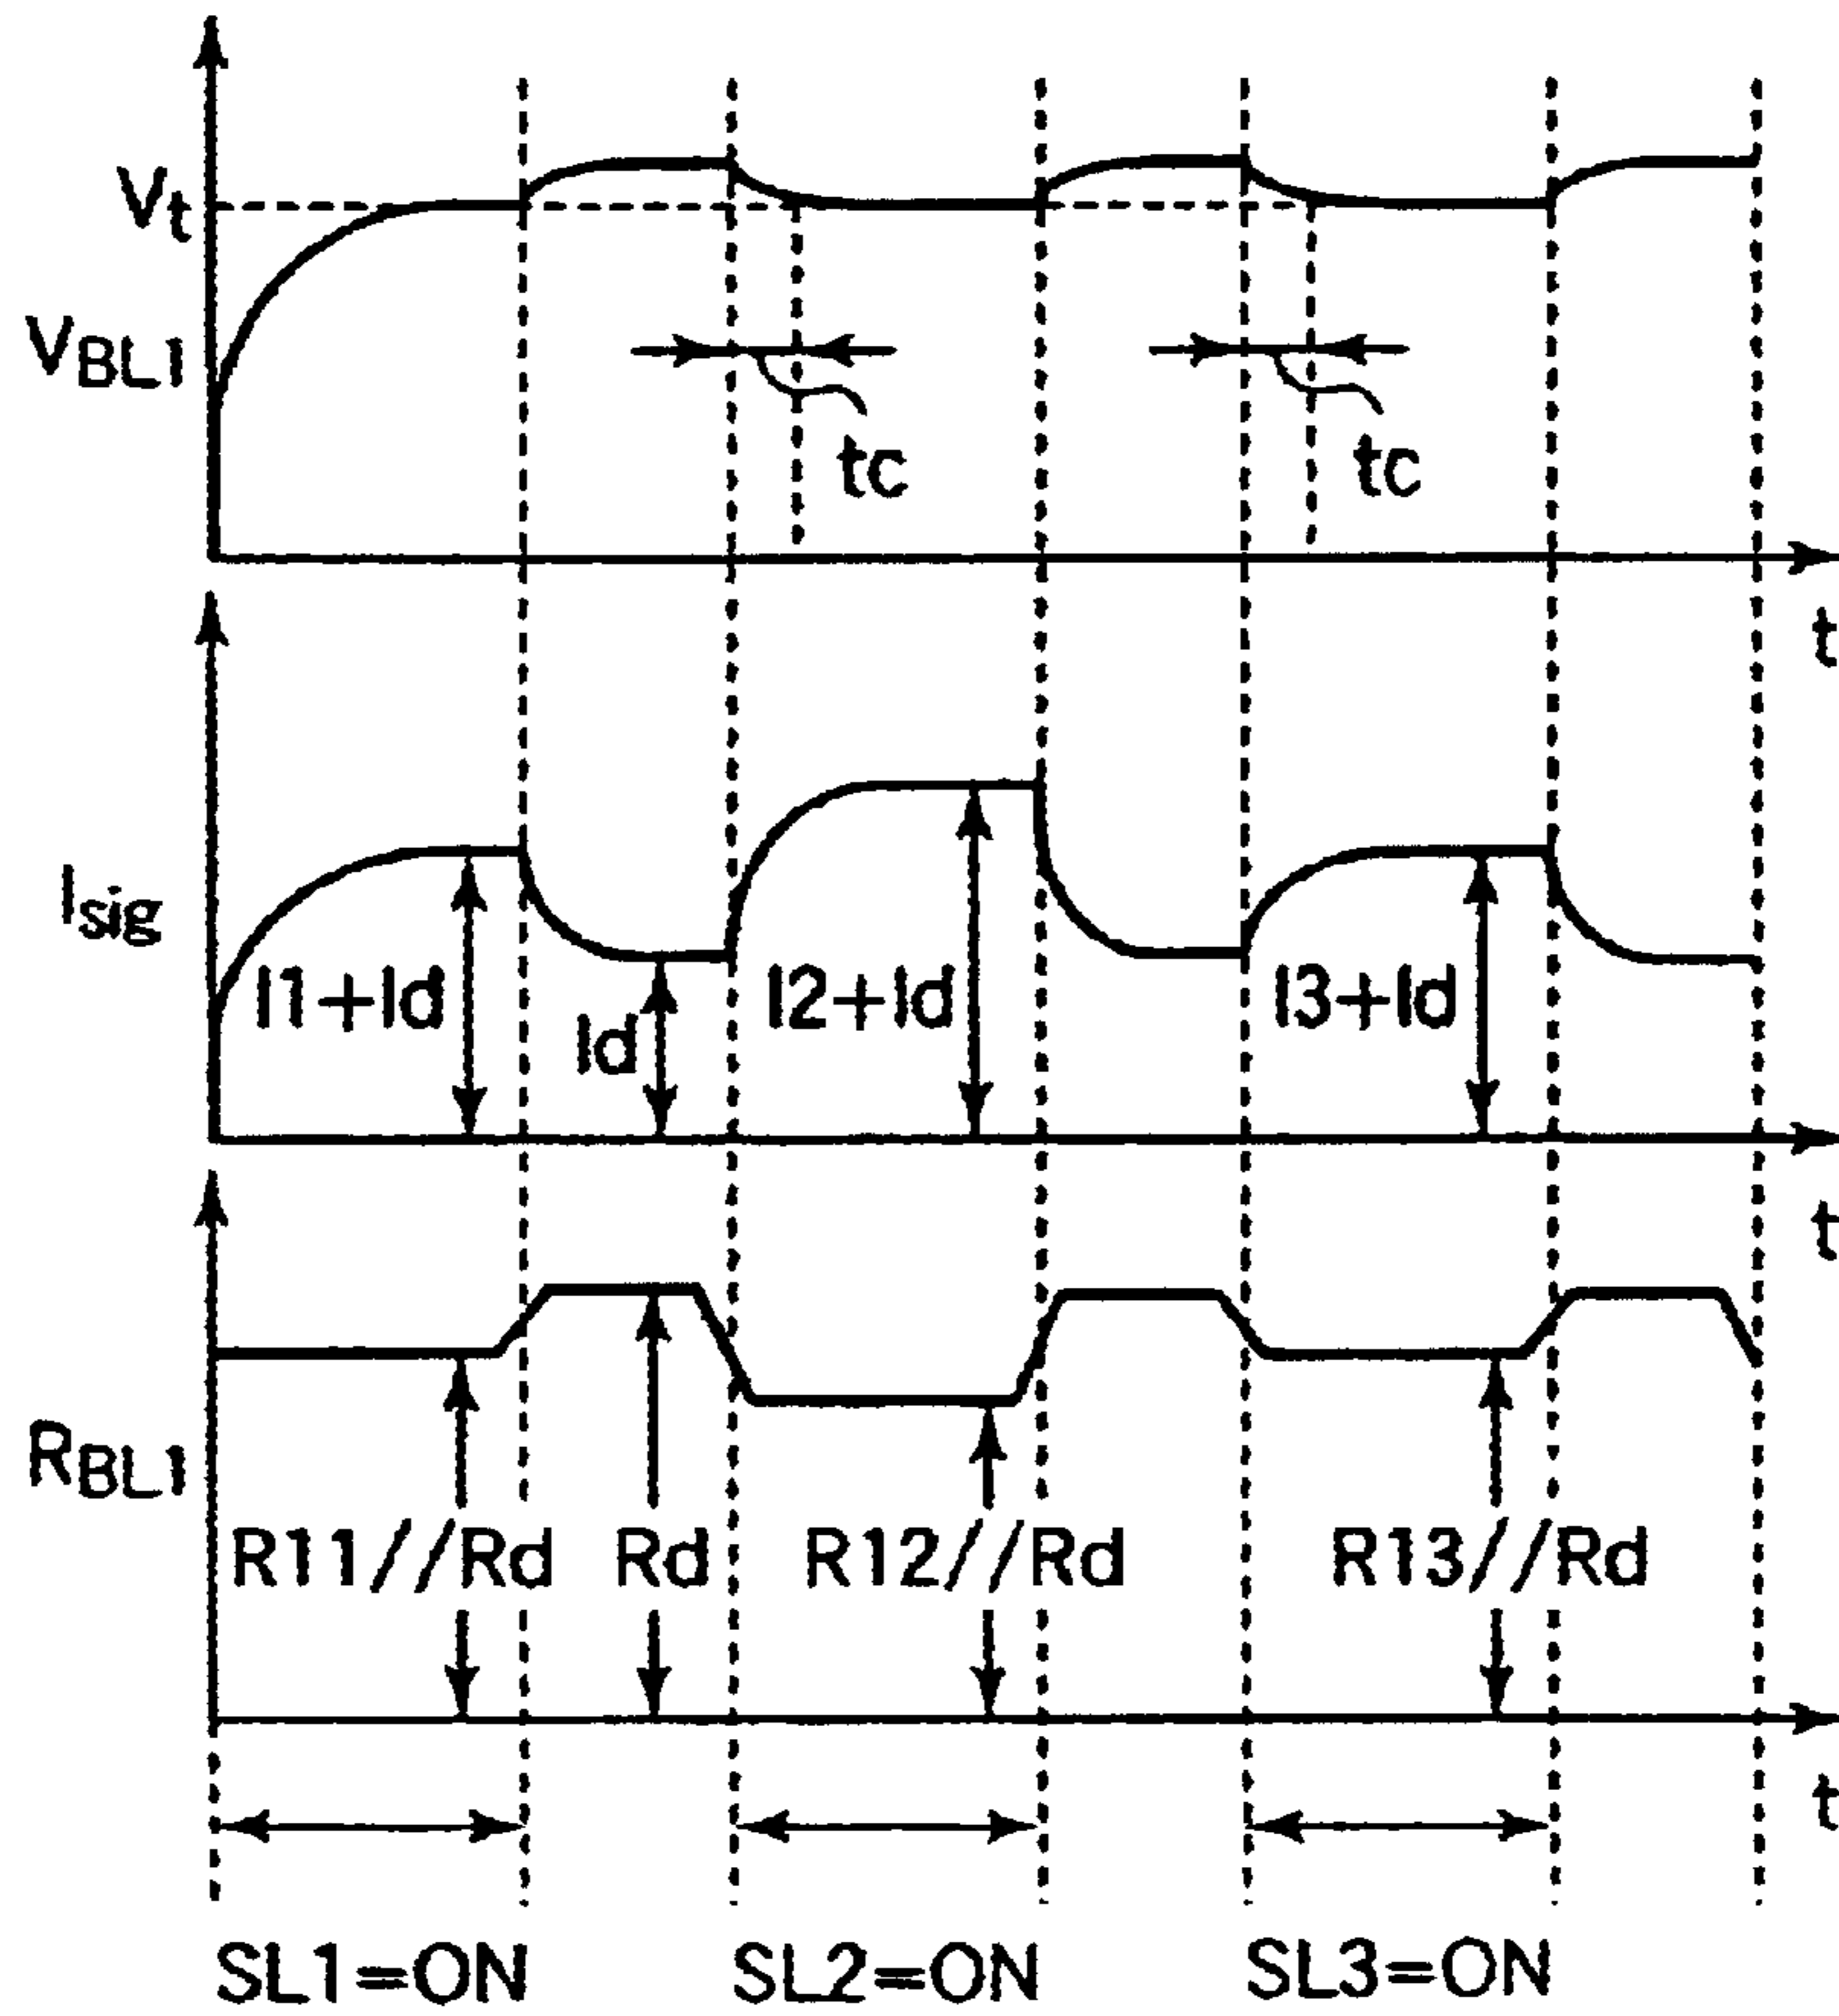 Vt
VBL1
tc
tc
t
Isig
I1+Id
Id
I2+Id
I3+Id
t
RBL1
R11//Rd
Rd
R12//Rd
R13//Rd
t
SL1=ON
SL2=ON
SL3=ON